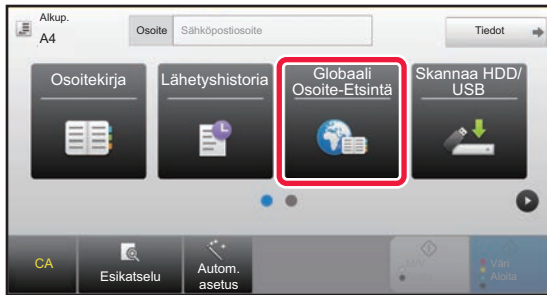 Alkup.
A4
Osoite
Sähköpostiosoite
Tiedot
Osoitekirja
Lähetyshistoria
Globaali
Osoite-Etsintä
Skannaa HDD/
USB
CA
Esikatselu
Autom.
asetus
M/V
Aloita
Väri
Aloita